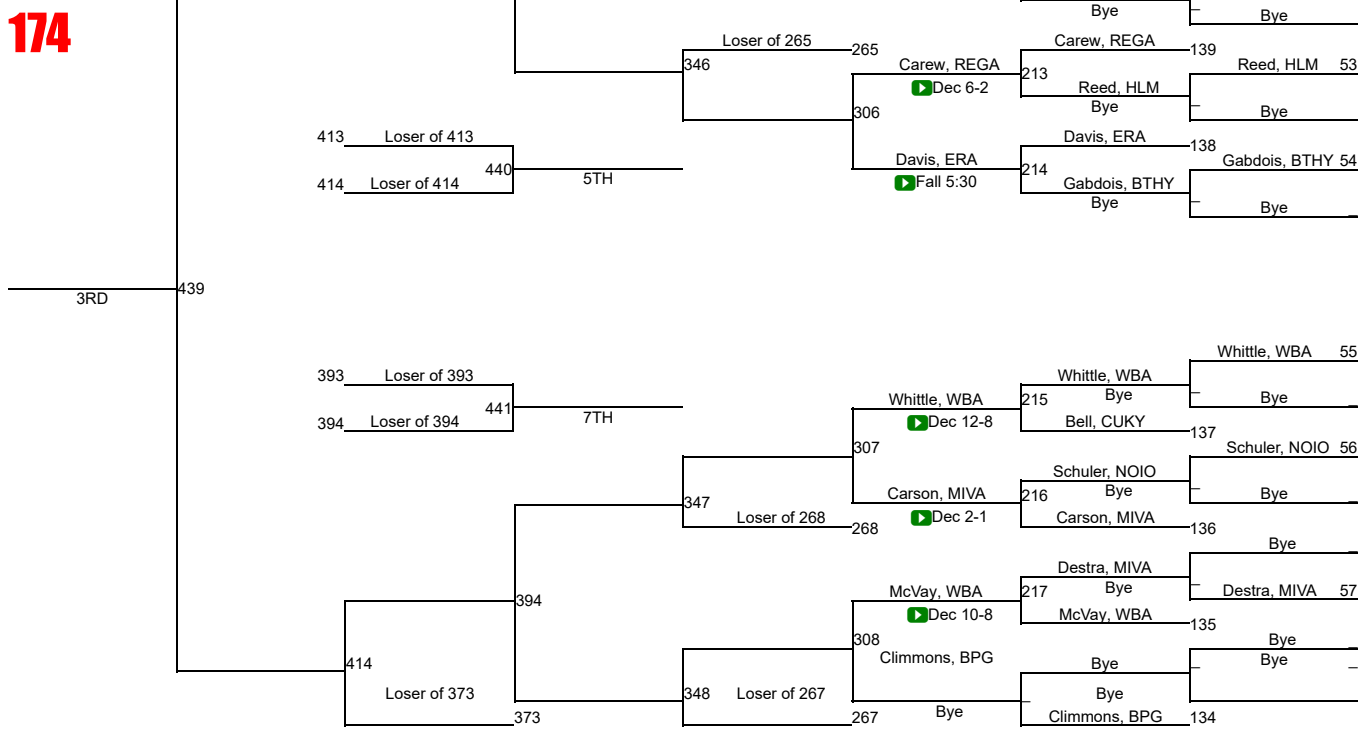 174
Bye
Bye
Loser of 265
265
Carew, REGA
139
346
Carew, REGA
213
Reed, HLM 53
Dec 6-2
Reed, HLM
Bye
Bye
306
413 Loser of 413
Davis, ERA
138
440
5TH
Davis, ERA
214
Gabdois, BTHY 54
414 Loser of 414
Fall 5:30
Gabdois, BTHY
Bye
Bye
439
3RD
Whittle, WBA 55
393 Loser of 393
Whittle, WBA
441
7TH
Whittle, WBA
215
Bye
Bye
394 Loser of 394
Dec 12-8
Bell, CUKY
137
307
Schuler, NOIO 56
Schuler, NOIO
347
Carson, MIVA
216
Bye
Bye
Loser of 268
268
Dec 2-1
Carson, MIVA
136
Bye
Destra, MIVA
394
McVay, WBA
217
Bye
Destra, MIVA 57
Dec 10-8
McVay, WBA
135
308
Bye
414
Climmons, BPG
Bye
Bye
Loser of 373
348
Loser of 267
Bye
373
267
Bye
Climmons, BPG
134